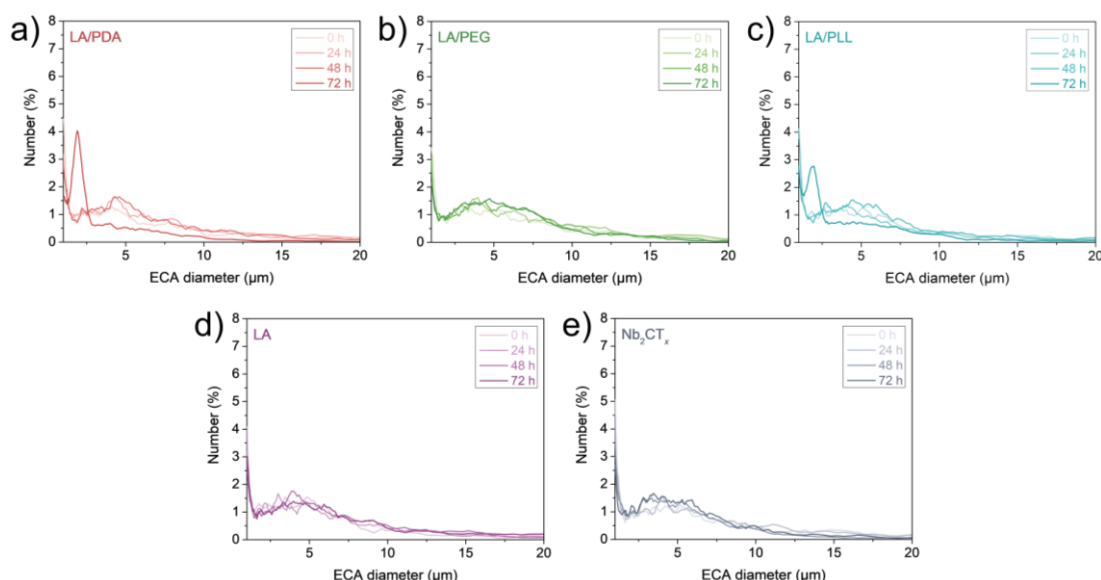 a)
LA/PDA
0 h
24 h
48 h
72 h
Number (%)
8
7
6
5
4
3
2
1
0
5 10 15 20
ECA diameter (µm)
b)
LA/PEG
0 h
24 h
48 h
72 h
Number (%)
8
7
6
5
4
3
2
1
0
5 10 15 20
ECA diameter (µm)
c)
LA/PLL
0 h
24 h
48 h
72 h
Number (%)
8
7
6
5
4
3
2
1
0
5 10 15 20
ECA diameter (µm)
d)
LA
0 h
24 h
48 h
72 h
Number (%)
8
7
6
5
4
3
2
1
0
5 10 15 20
ECA diameter (µm)
e)
Nb₂CTₓ
0 h
24 h
48 h
72 h
Number (%)
8
7
6
5
4
3
2
1
0
5 10 15 20
ECA diameter (µm)